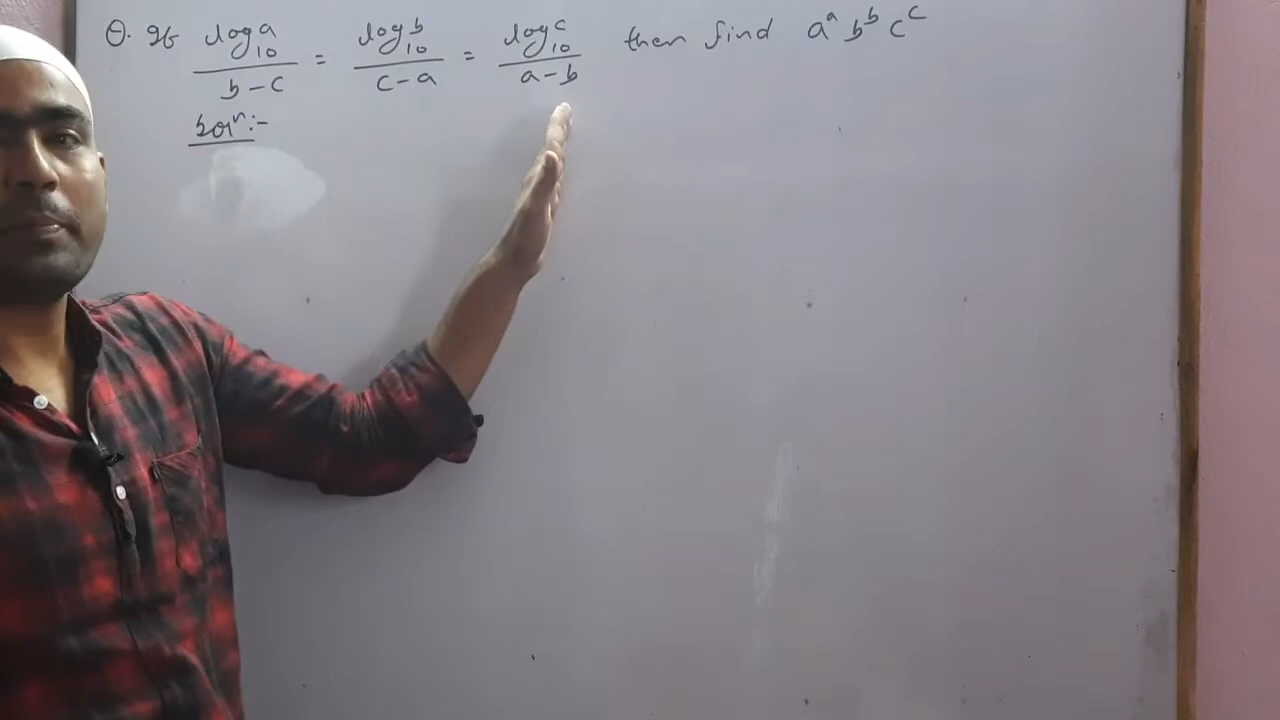 Q. If log₁₀ᵃ / b-c = log₁₀ᵇ / c-a = log₁₀ᶜ / a-b then find aᵃ bᵇ cᶜ
Solⁿ:-